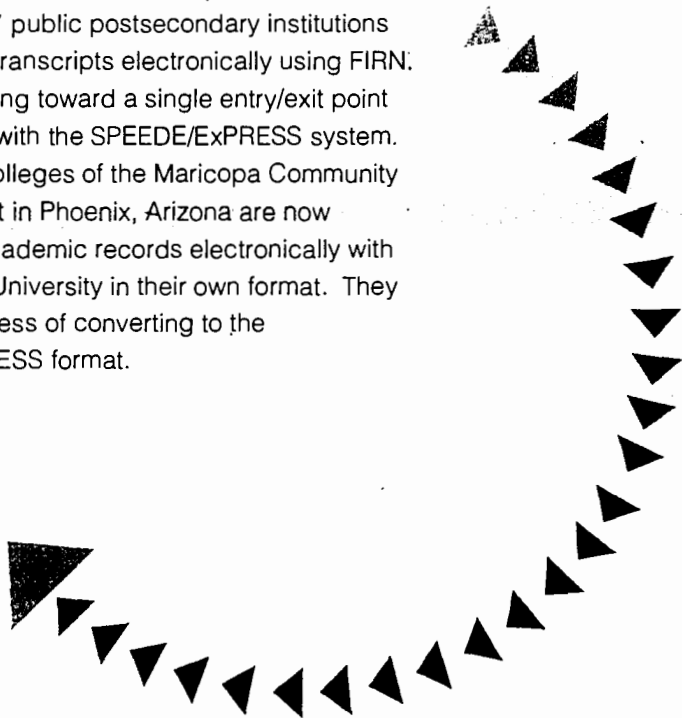 public postsecondary institutions
ranscripts electronically using FIRN.
ng toward a single entry/exit point
with the SPEEDE/ExPRESS system.
lleges of the Maricopa Community
t in Phoenix, Arizona are now
ademic records electronically with
University in their own format. They
ess of converting to the
ESS format.